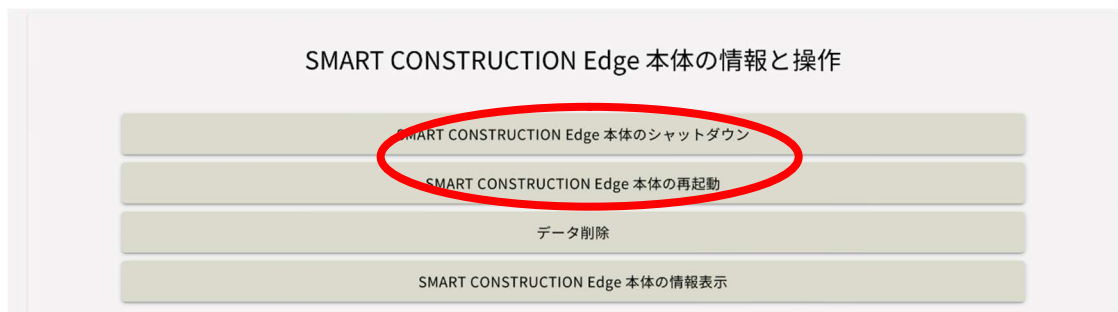 SMART CONSTRUCTION Edge 本体の情報と操作
SMART CONSTRUCTION Edge 本体のシャットダウン
SMART CONSTRUCTION Edge 本体の再起動
データ削除
SMART CONSTRUCTION Edge 本体の情報表示